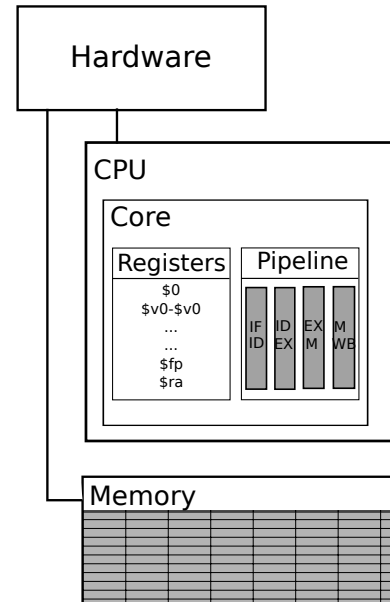 Hardware
CPU
Core
Registers
$0
$v0-$v0
...
...
$fp
$ra
Pipeline
IF
ID
ID
EX
EX
M
M
WB
Memory